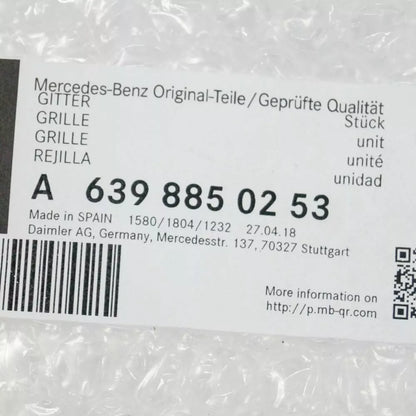 Mercedes-Benz Original-Teile/Geprüfte Qualität
GITTER Stück
GRILLE unit
GRILLE unité
REJILLA unidad
A 639 885 02 53
Made in SPAIN 1580/1804/1232 27.04.18
Daimler AG, Germany, Mercedesstr. 137, 70327 Stuttgart
More information on
http://p.mb-qr.com